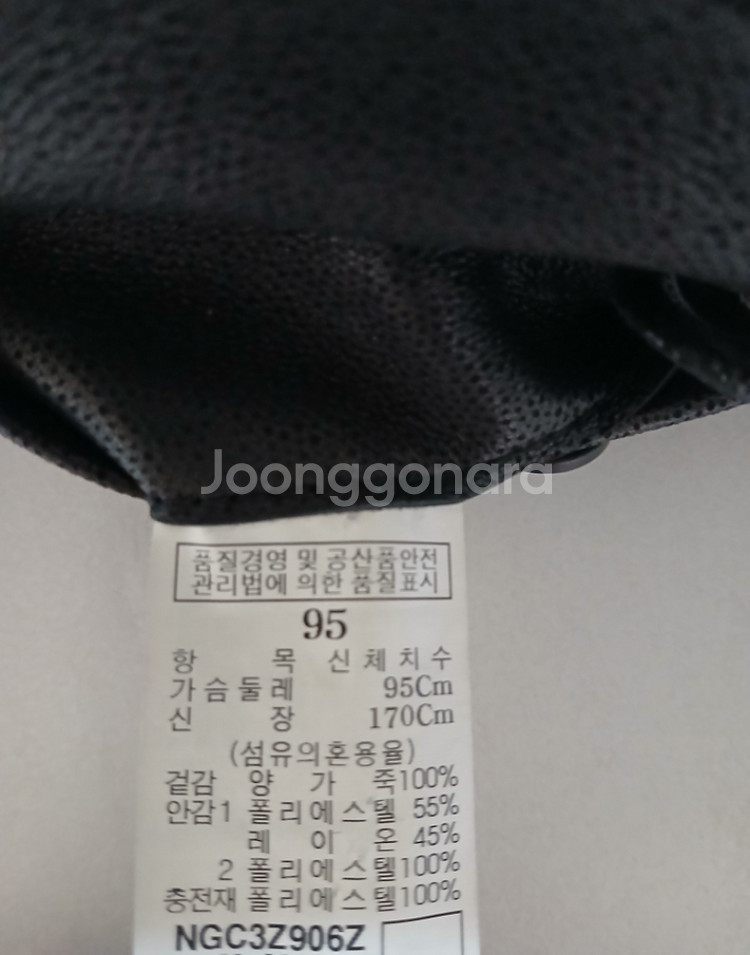 Joonggonara
품질경영 및 공산품안전
관리법에 의한 품질표시
95
항 목 신체치수
가슴둘레 95Cm
신 장 170Cm
(섬유의혼용율)
겉감 양 가 죽100%
안감1 폴리에스텔 55%
레 이 온 45%
2 폴리에스텔100%
충전재 폴리에스텔100%
NGC3Z906Z